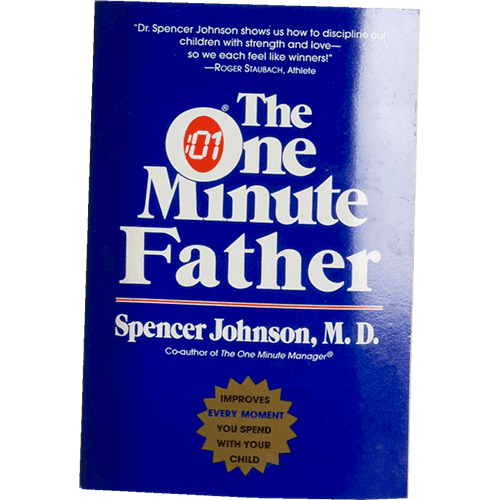 "Dr. Spencer Johnson shows us how to discipline our
children with strength and love—
so we each feel like winners!"
—ROGER STAUBACH, Athlete
® The
:01 One
Minute
Father
Spencer Johnson, M. D.
Co-author of The One Minute Manager®
IMPROVES
EVERY MOMENT
YOU SPEND
WITH YOUR
CHILD